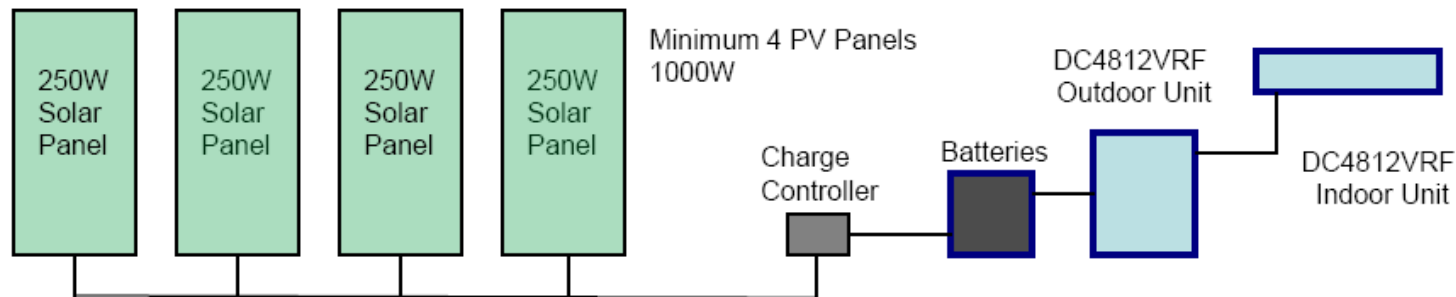 250W
Solar
Panel
250W
Solar
Panel
250W
Solar
Panel
250W
Solar
Panel
Minimum 4 PV Panels
1000W
Charge
Controller
Batteries
DC4812VRF
Outdoor Unit
DC4812VRF
Indoor Unit